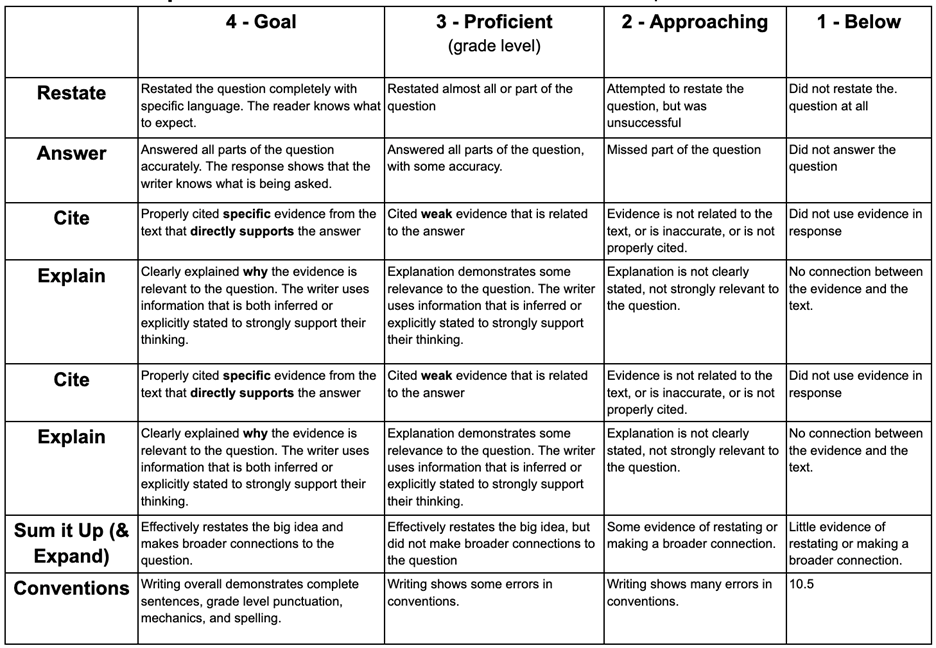 4 - Goal
3 - Proficient
(grade level)
2 - Approaching
1 - Below
Restate
Restated the question completely with
specific language. The reader knows what
to expect.
Restated almost all or part of the
question
Attempted to restate the
question, but was
unsuccessful
Did not restate the.
question at all
Answer
Answered all parts of the question
accurately. The response shows that the
writer knows what is being asked.
Answered all parts of the question,
with some accuracy.
Missed part of the question
Did not answer the
question
Cite
Properly cited specific evidence from the
text that directly supports the answer
Cited weak evidence that is related
to the answer
Evidence is not related to the
text, or is inaccurate, or is not
properly cited.
Did not use evidence in
response
Explain
Clearly explained why the evidence is
relevant to the question. The writer uses
information that is both inferred or
explicitly stated to strongly support their
thinking.
Explanation demonstrates some
relevance to the question. The writer
uses information that is inferred or
explicitly stated to strongly support
their thinking.
Explanation is not clearly
stated, not strongly relevant to
the question.
No connection between
the evidence and the
text.
Cite
Properly cited specific evidence from the
text that directly supports the answer
Cited weak evidence that is related
to the answer
Evidence is not related to the
text, or is inaccurate, or is not
properly cited.
Did not use evidence in
response
Explain
Clearly explained why the evidence is
relevant to the question. The writer uses
information that is both inferred or
explicitly stated to strongly support their
thinking.
Explanation demonstrates some
relevance to the question. The writer
uses information that is inferred or
explicitly stated to strongly support
their thinking.
Explanation is not clearly
stated, not strongly relevant to
the question.
No connection between
the evidence and the
text.
Sum it Up (&
Expand)
Effectively restates the big idea and
makes broader connections to the
question.
Effectively restates the big idea, but
did not make broader connections to
the question
Some evidence of restating or
making a broader connection.
Little evidence of
restating or making a
broader connection.
Conventions
Writing overall demonstrates complete
sentences, grade level punctuation,
mechanics, and spelling.
Writing shows some errors in
conventions.
Writing shows many errors in
conventions.
10.5